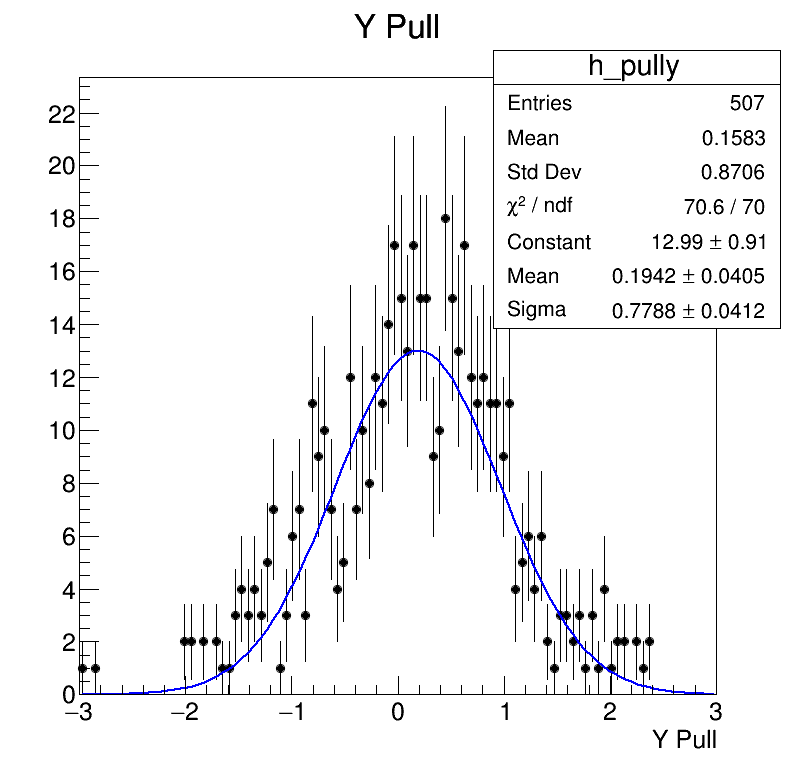 Y Pull
h_pully
Entries 507
Mean 0.1583
Std Dev 0.8706
χ² / ndf 70.6 / 70
Constant 12.99 ± 0.91
Mean 0.1942 ± 0.0405
Sigma 0.7788 ± 0.0412
22
20
18
16
14
12
10
8
6
4
2
0
−3 −2 −1 0 1 2 3
Y Pull